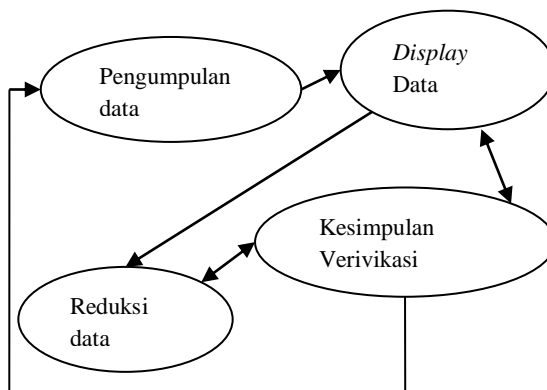 Pengumpulan
data
Display
Data
Kesimpulan
Verivikasi
Reduksi
data